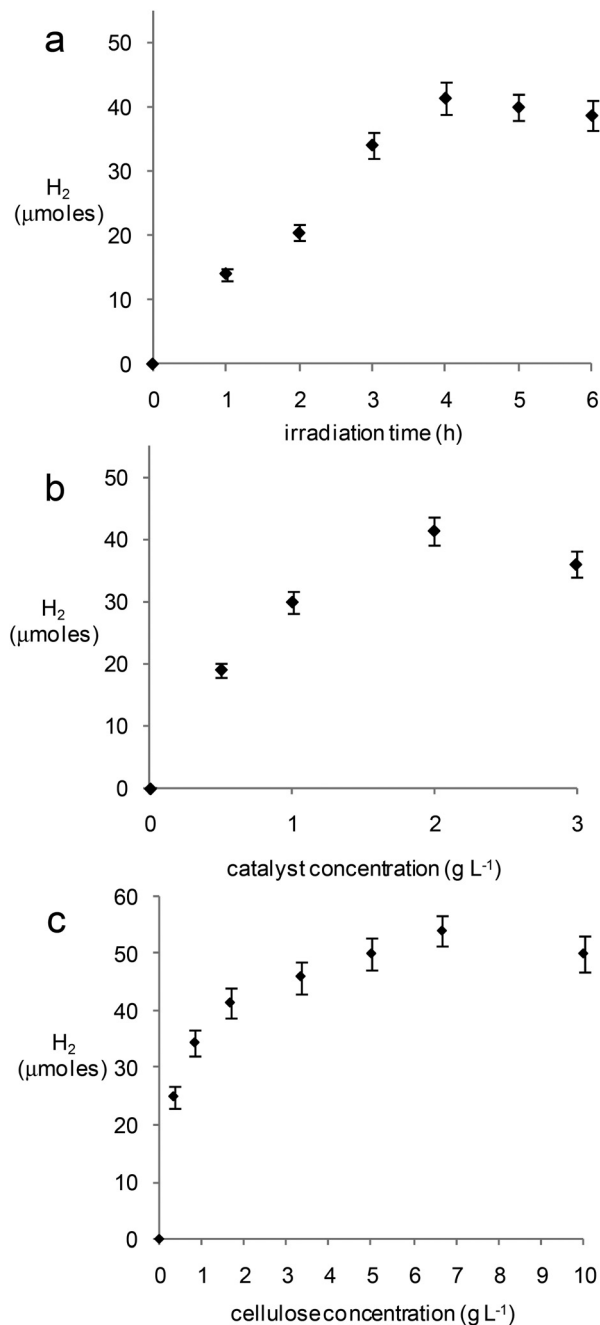 a
50
40
30
20
10
0
H₂
(μmoles)
0 1 2 3 4 5 6
irradiation time (h)
b
50
40
30
20
10
0
H₂
(μmoles)
0 1 2 3
catalyst concentration (g L⁻¹)
c
60
50
40
30
20
10
0
H₂
(μmoles)
0 1 2 3 4 5 6 7 8 9 10
cellulose concentration (g L⁻¹)